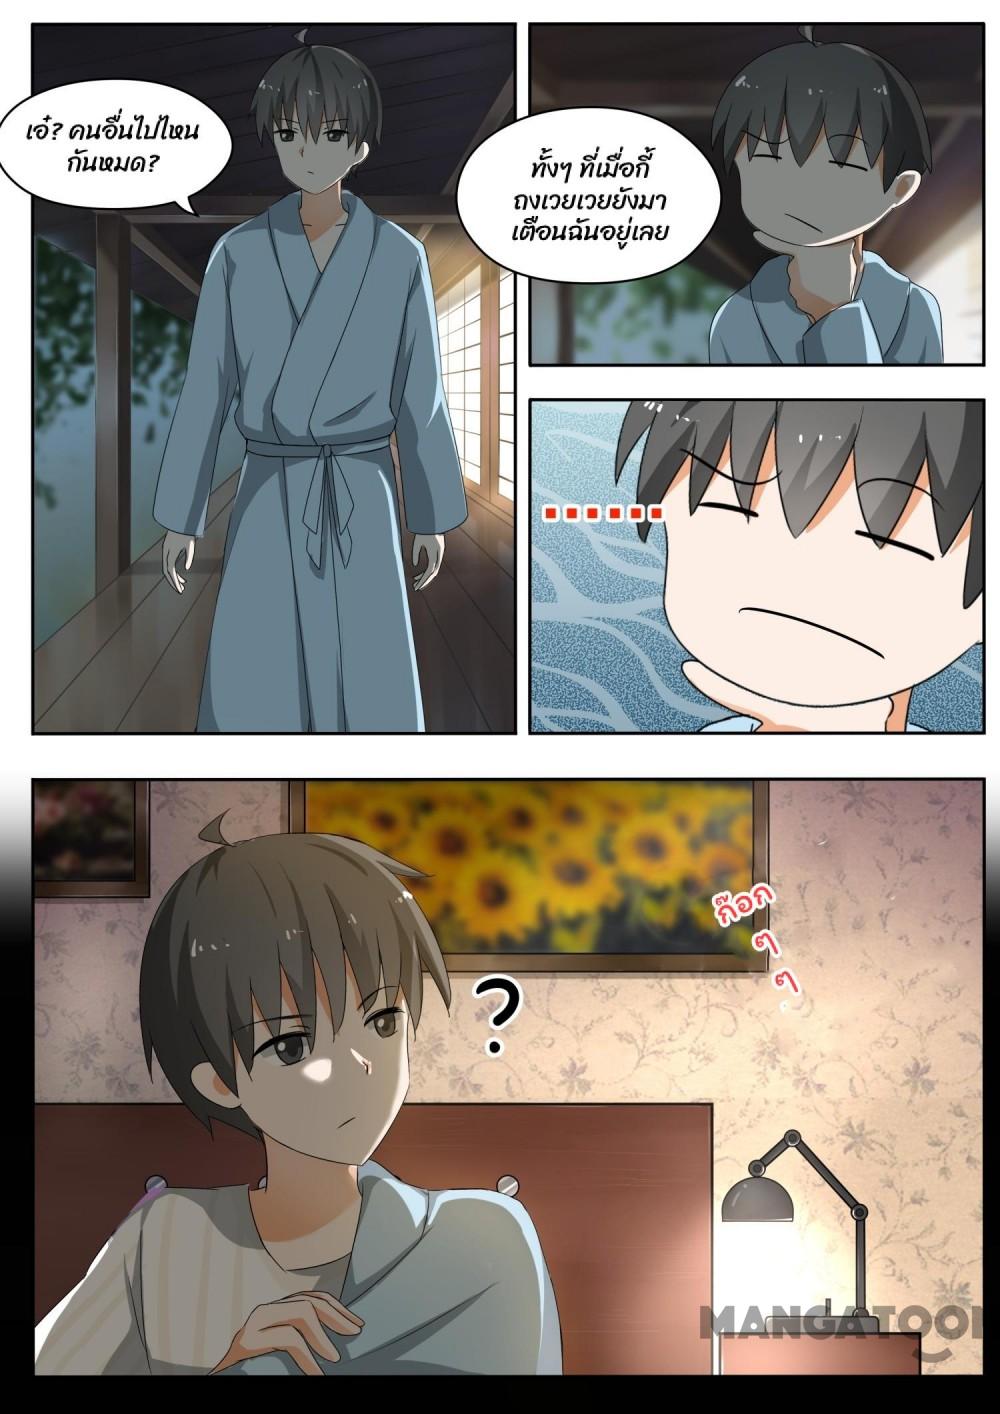 เอ๋? คนอื่นไปไหน
กันหมด?
ทั้งๆ ที่เมื่อกี้
ถงเวยเวยยังมา
เตือนฉันอยู่เลย
......
?
ก๊อก
ๆ
ๆ
MANGATOON